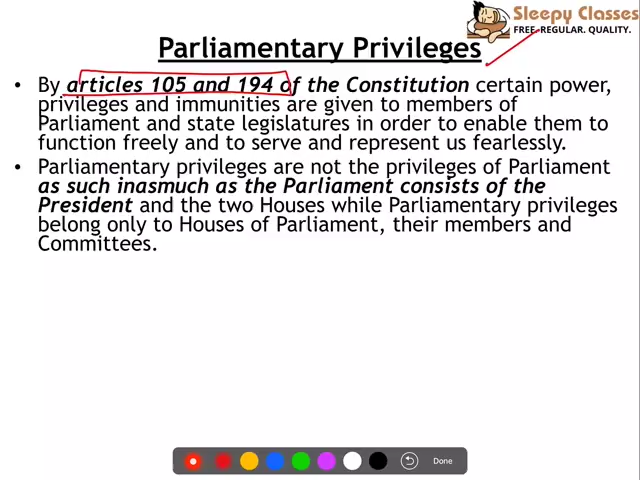 Sleepy Classes
FREE. REGULAR. QUALITY.
Parliamentary Privileges
• By articles 105 and 194 of the Constitution certain power,
privileges and immunities are given to members of
Parliament and state legislatures in order to enable them to
function freely and to serve and represent us fearlessly.
• Parliamentary privileges are not the privileges of Parliament
as such inasmuch as the Parliament consists of the
President and the two Houses while Parliamentary privileges
belong only to Houses of Parliament, their members and
Committees.
Done